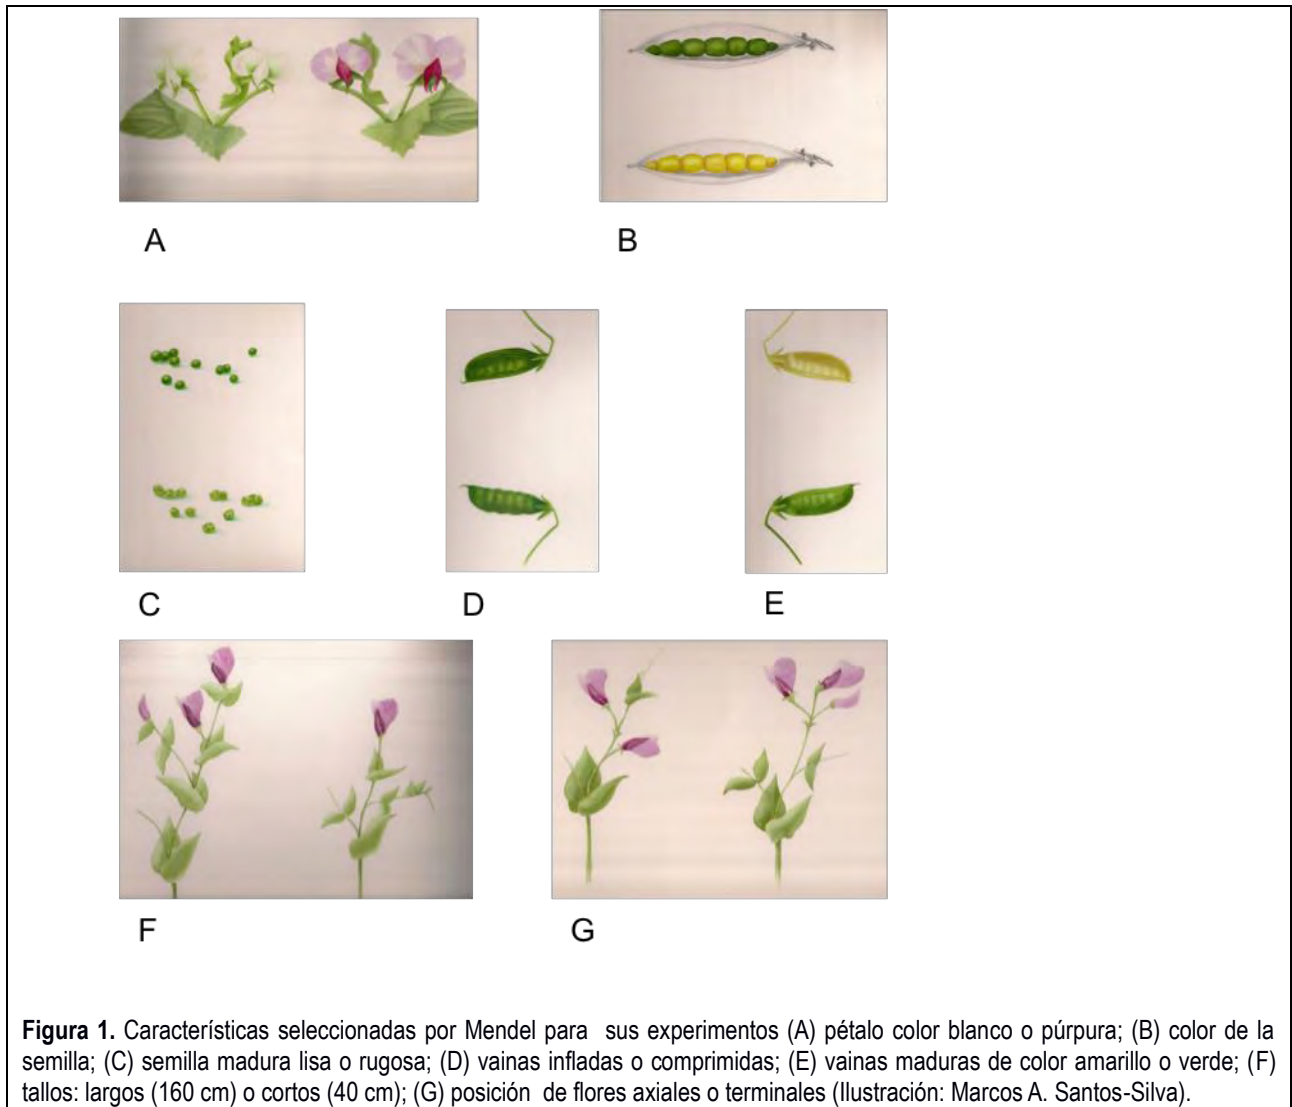 A
B
C
D
E
F
G
Figura 1. Características seleccionadas por Mendel para sus experimentos (A) pétalo color blanco o púrpura; (B) color de la
semilla; (C) semilla madura lisa o rugosa; (D) vainas infladas o comprimidas; (E) vainas maduras de color amarillo o verde; (F)
tallos: largos (160 cm) o cortos (40 cm); (G) posición de flores axiales o terminales (Ilustración: Marcos A. Santos-Silva).